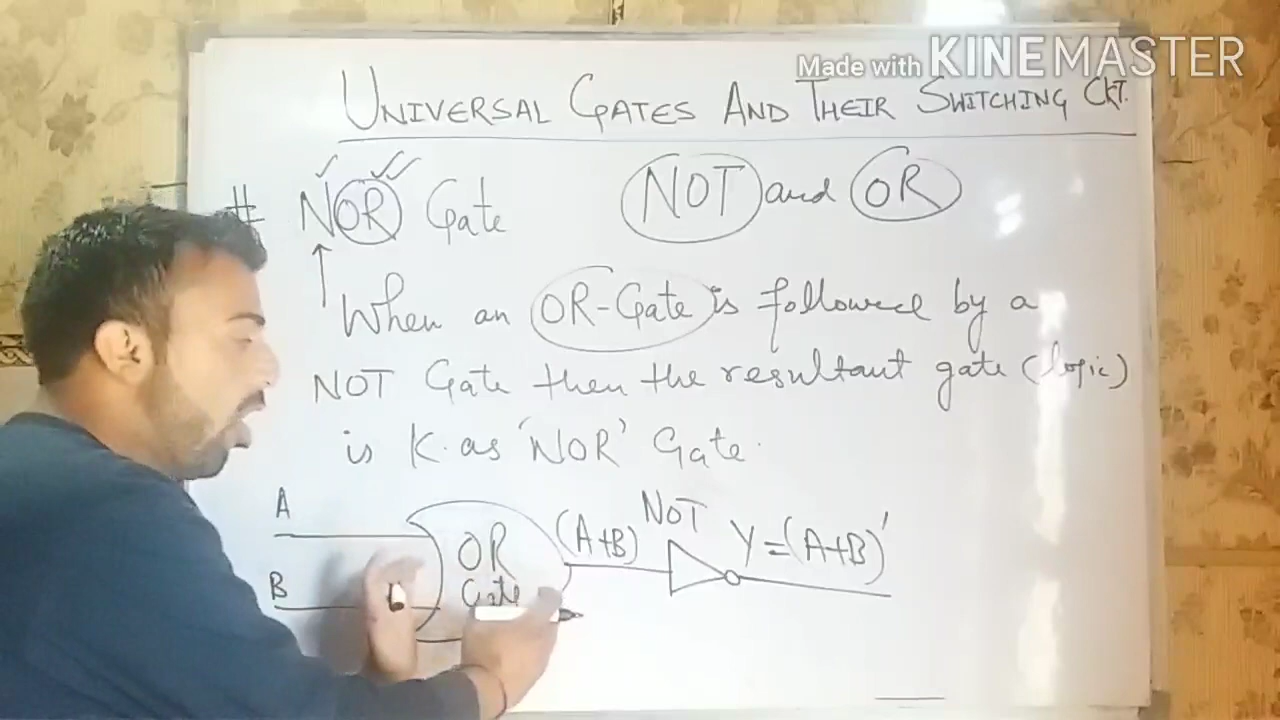 Made with KINEMASTER
UNIVERSAL GATES AND THEIR SWITCHING CKT.
# NOR Gate NOT and OR
When an OR-Gate is followed by a
NOT Gate then the resultant gate (logic)
is K. as 'NOR' Gate.
A
B
OR
Gate
(A+B)
NOT
Y=(A+B)'